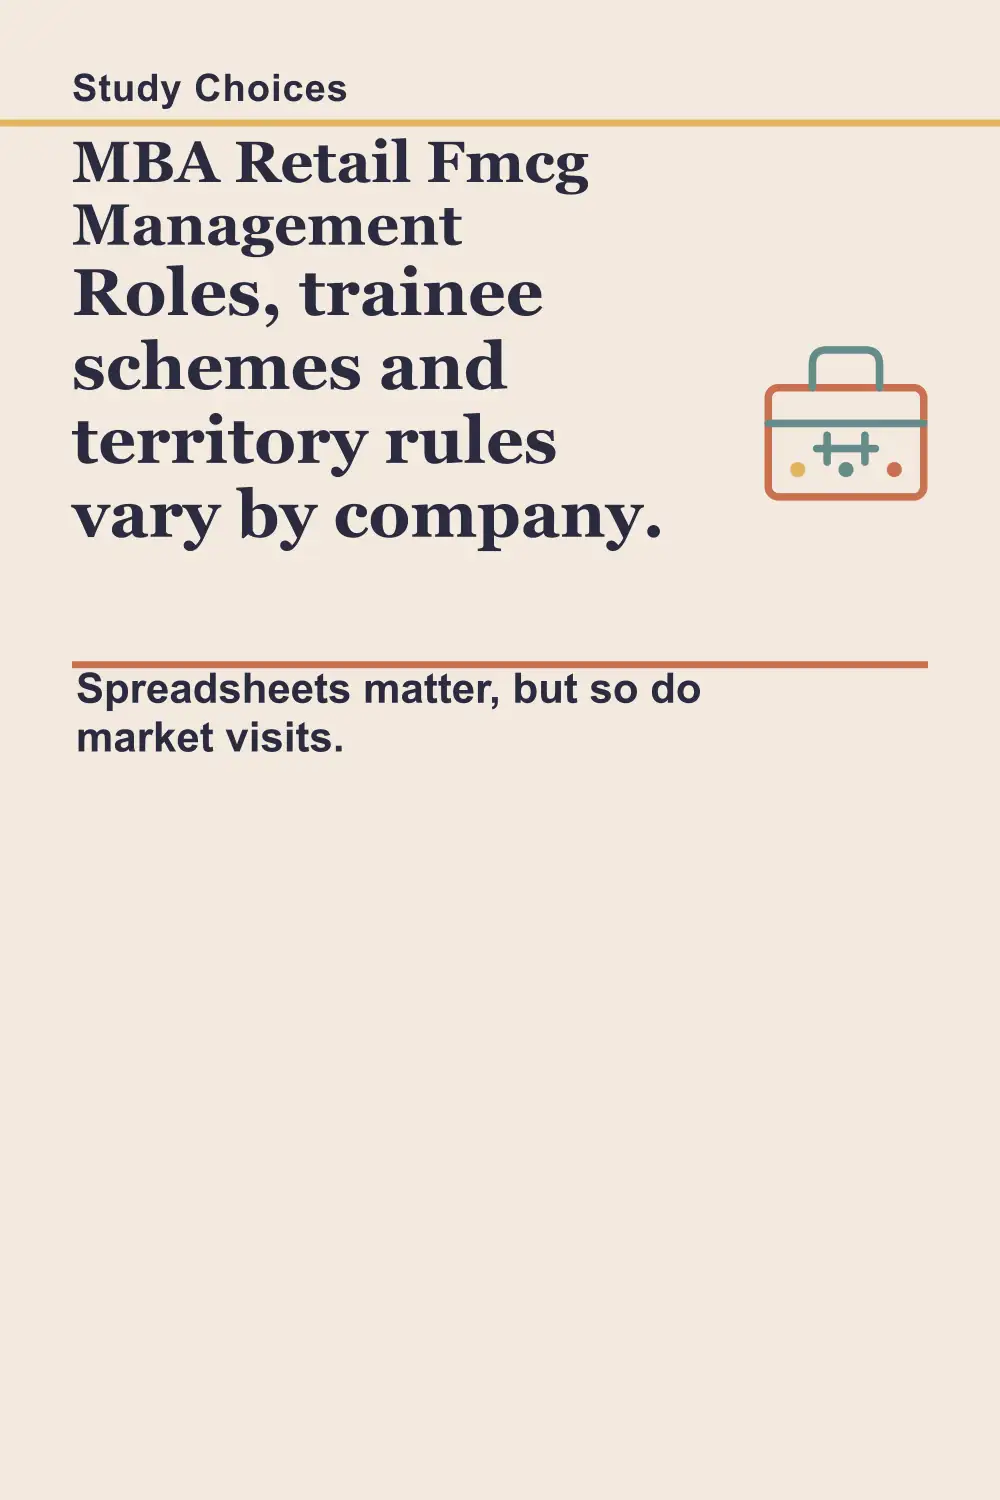 Study Choices
MBA Retail Fmcg
Management
Roles, trainee
schemes and
territory rules
vary by company.
Spreadsheets matter, but so do
market visits.